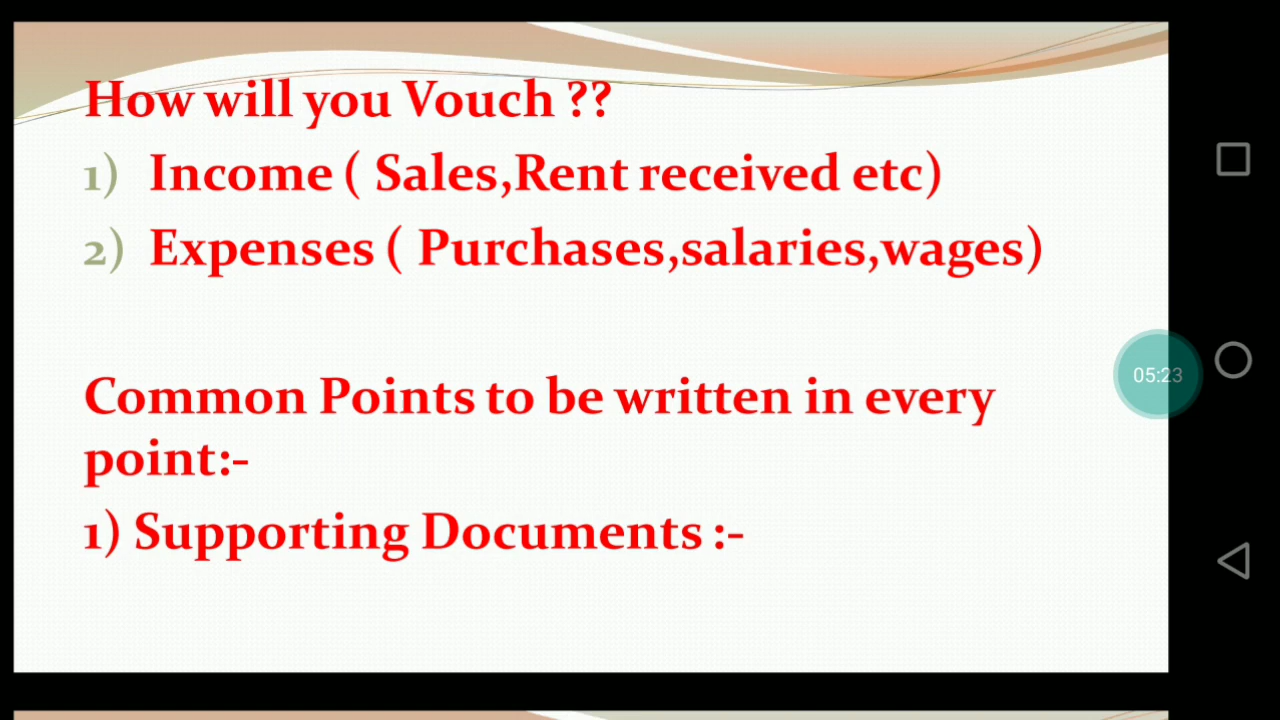 How will you Vouch ??
1) Income ( Sales,Rent received etc)
2) Expenses ( Purchases,salaries,wages)
Common Points to be written in every
point:-
1) Supporting Documents :-
05:23